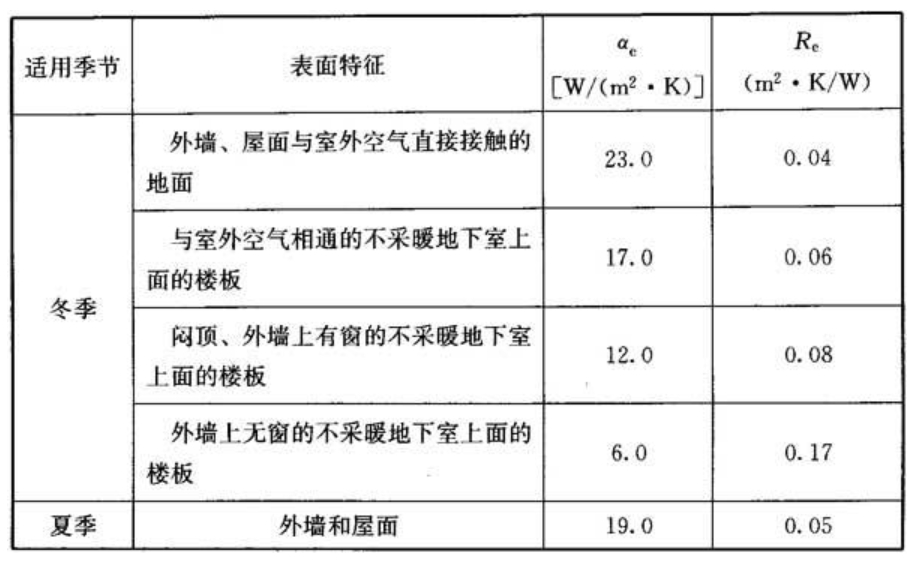 适用季节
表面特征
αe
[W/(m²·K)]
Re
(m²·K/W)
冬季
外墙、屋面与室外空气直接接触的
地面
23.0
0.04
与室外空气相通的不采暖地下室上
面的楼板
17.0
0.06
闷顶、外墙上有窗的不采暖地下室
上面的楼板
12.0
0.08
外墙上无窗的不采暖地下室上面的
楼板
6.0
0.17
夏季
外墙和屋面
19.0
0.05